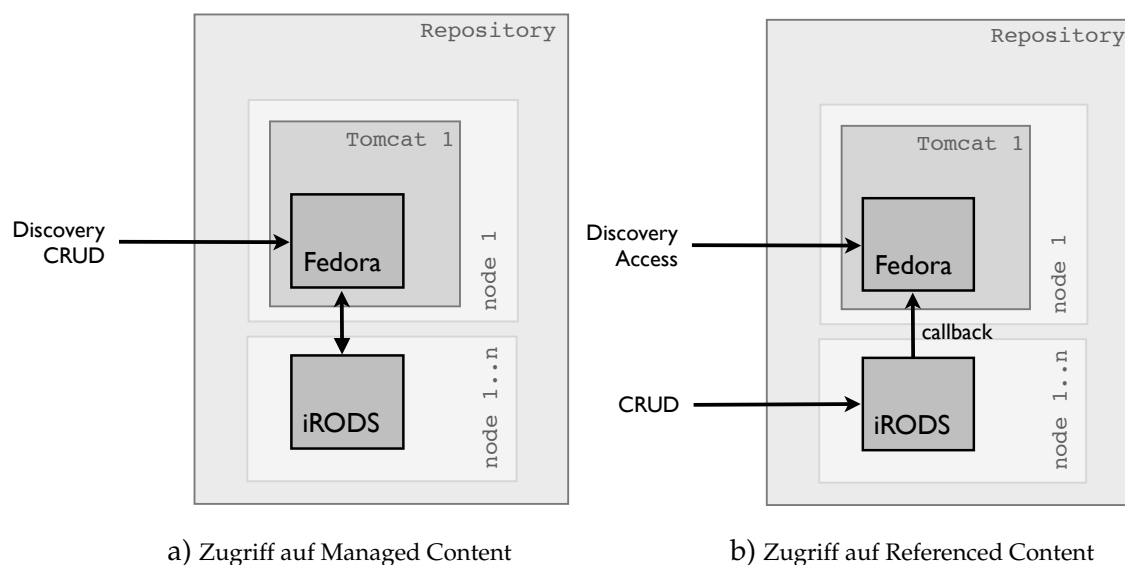 Repository
Tomcat 1
Discovery
CRUD
Fedora
node 1
iRODS
node 1..n
a) Zugriff auf Managed Content
Repository
Tomcat 1
Discovery
Access
Fedora
node 1
callback
CRUD
iRODS
node 1..n
b) Zugriff auf Referenced Content